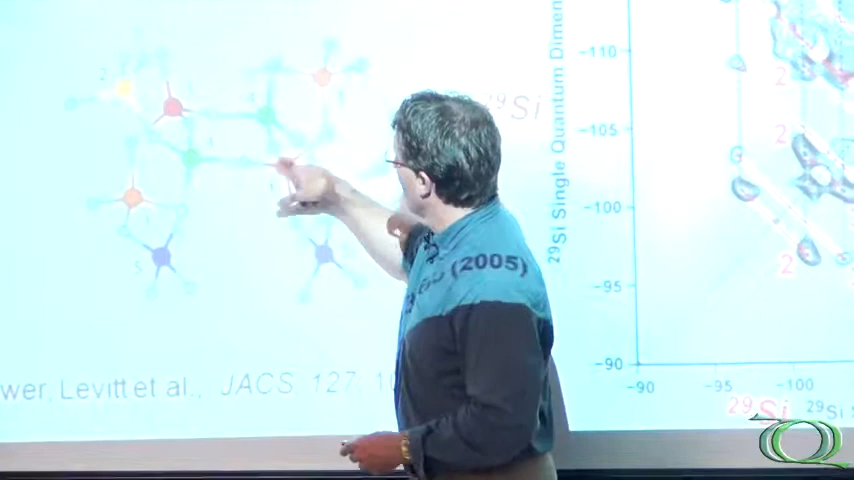 29Si
wer, Levitt et al., JACS, 127, 10
(2005)
29Si Single Quantum Dimen
-110
-105
-100
-95
-90
-90
-95
-100
2
2
2
2
29Si
29Si S